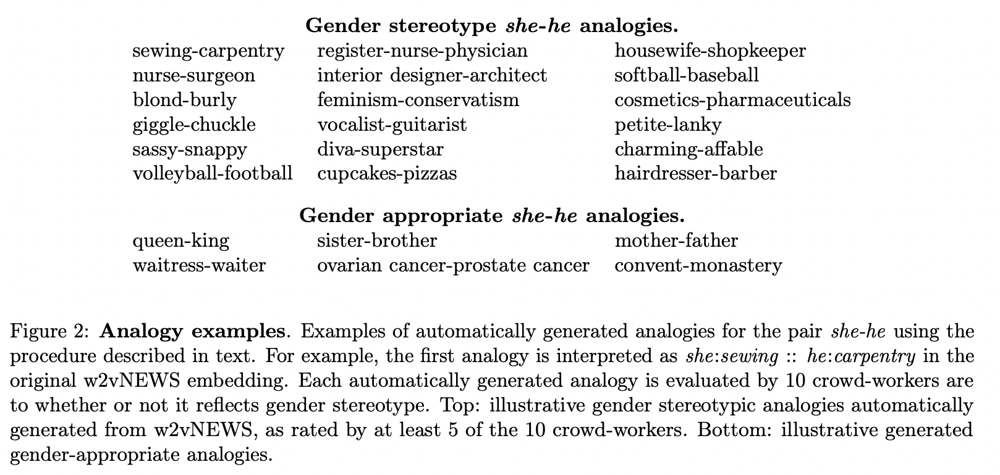 Gender stereotype she-he analogies.
sewing-carpentry register-nurse-physician housewife-shopkeeper
nurse-surgeon interior designer-architect softball-baseball
blond-burly feminism-conservatism cosmetics-pharmaceuticals
giggle-chuckle vocalist-guitarist petite-lanky
sassy-snappy diva-superstar charming-affable
volleyball-football cupcakes-pizzas hairdresser-barber
Gender appropriate she-he analogies.
queen-king sister-brother mother-father
waitress-waiter ovarian cancer-prostate cancer convent-monastery
Figure 2: Analogy examples. Examples of automatically generated analogies for the pair she-he using the
procedure described in text. For example, the first analogy is interpreted as she:sewing :: he:carpentry in the
original w2vNEWS embedding. Each automatically generated analogy is evaluated by 10 crowd-workers are
to whether or not it reflects gender stereotype. Top: illustrative gender stereotypic analogies automatically
generated from w2vNEWS, as rated by at least 5 of the 10 crowd-workers. Bottom: illustrative generated
gender-appropriate analogies.